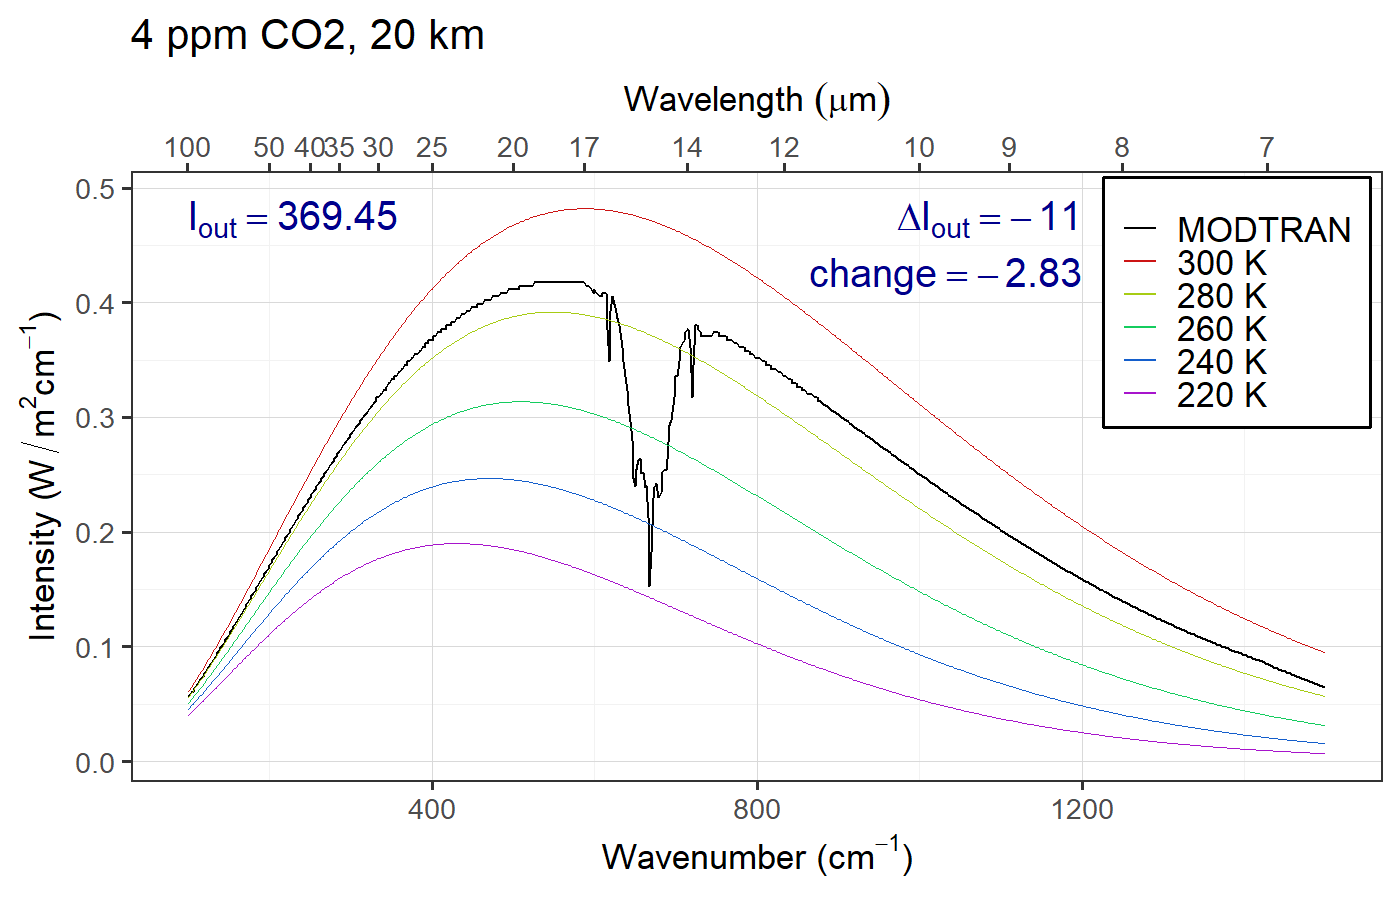 4 ppm CO2, 20 km
Wavelength (μm)
100 50 40 35 30 25 20 17 14 12 10 9 8 7
I_out = 369.45
ΔI_out = − 11
change = − 2.83
MODTRAN
300 K
280 K
260 K
240 K
220 K
Intensity (W / m²cm⁻¹)
0.5
0.4
0.3
0.2
0.1
0.0
400 800 1200
Wavenumber (cm⁻¹)